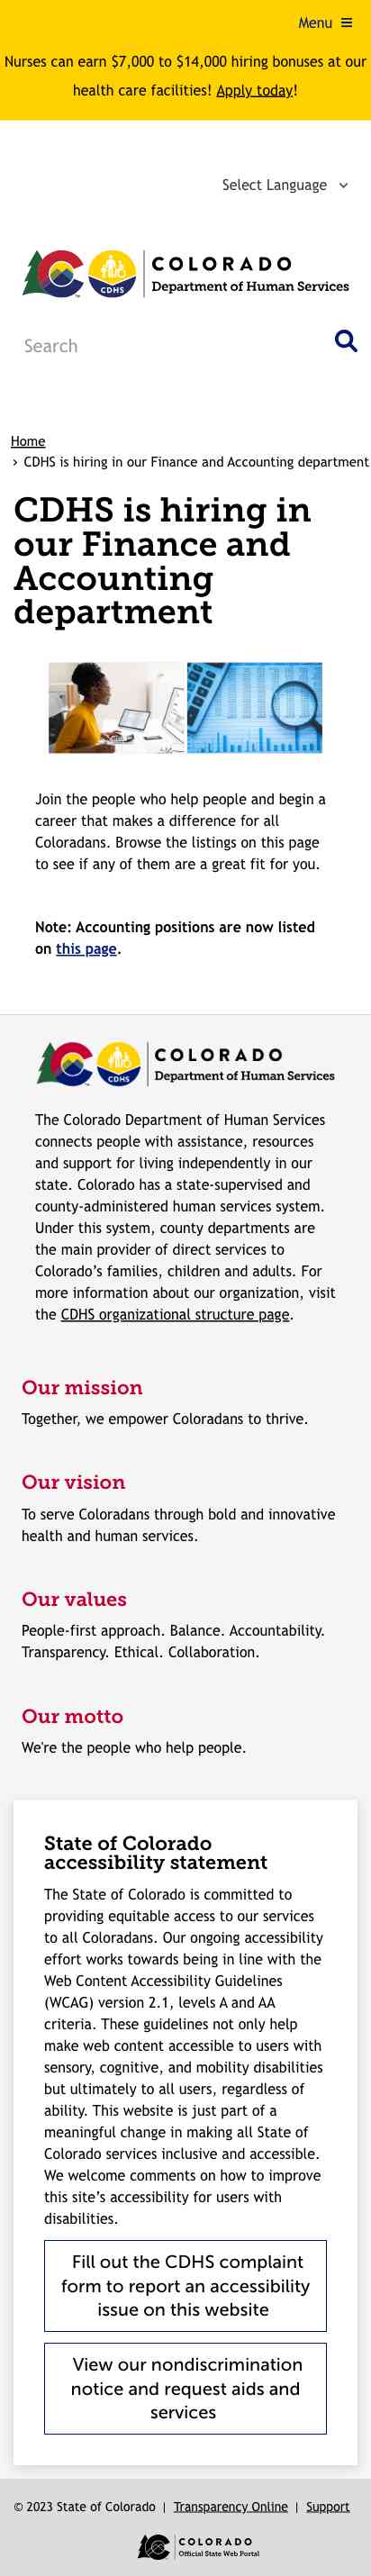 Menu
Nurses can earn $7,000 to $14,000 hiring bonuses at our
health care facilities! Apply today!
Select Language
COLORADO
Department of Human Services
CDHS
Search
Home
› CDHS is hiring in our Finance and Accounting department
CDHS is hiring in
our Finance and
Accounting
department
Join the people who help people and begin a
career that makes a difference for all
Coloradans. Browse the listings on this page
to see if any of them are a great fit for you.
Note: Accounting positions are now listed
on this page.
COLORADO
Department of Human Services
CDHS
The Colorado Department of Human Services
connects people with assistance, resources
and support for living independently in our
state. Colorado has a state-supervised and
county-administered human services system.
Under this system, county departments are
the main provider of direct services to
Colorado’s families, children and adults. For
more information about our organization, visit
the CDHS organizational structure page.
Our mission
Together, we empower Coloradans to thrive.
Our vision
To serve Coloradans through bold and innovative
health and human services.
Our values
People-first approach. Balance. Accountability.
Transparency. Ethical. Collaboration.
Our motto
We're the people who help people.
State of Colorado
accessibility statement
The State of Colorado is committed to
providing equitable access to our services
to all Coloradans. Our ongoing accessibility
effort works towards being in line with the
Web Content Accessibility Guidelines
(WCAG) version 2.1, levels A and AA
criteria. These guidelines not only help
make web content accessible to users with
sensory, cognitive, and mobility disabilities
but ultimately to all users, regardless of
ability. This website is just part of a
meaningful change in making all State of
Colorado services inclusive and accessible.
We welcome comments on how to improve
this site’s accessibility for users with
disabilities.
Fill out the CDHS complaint
form to report an accessibility
issue on this website
View our nondiscrimination
notice and request aids and
services
© 2023 State of Colorado | Transparency Online | Support
COLORADO
Official State Web Portal